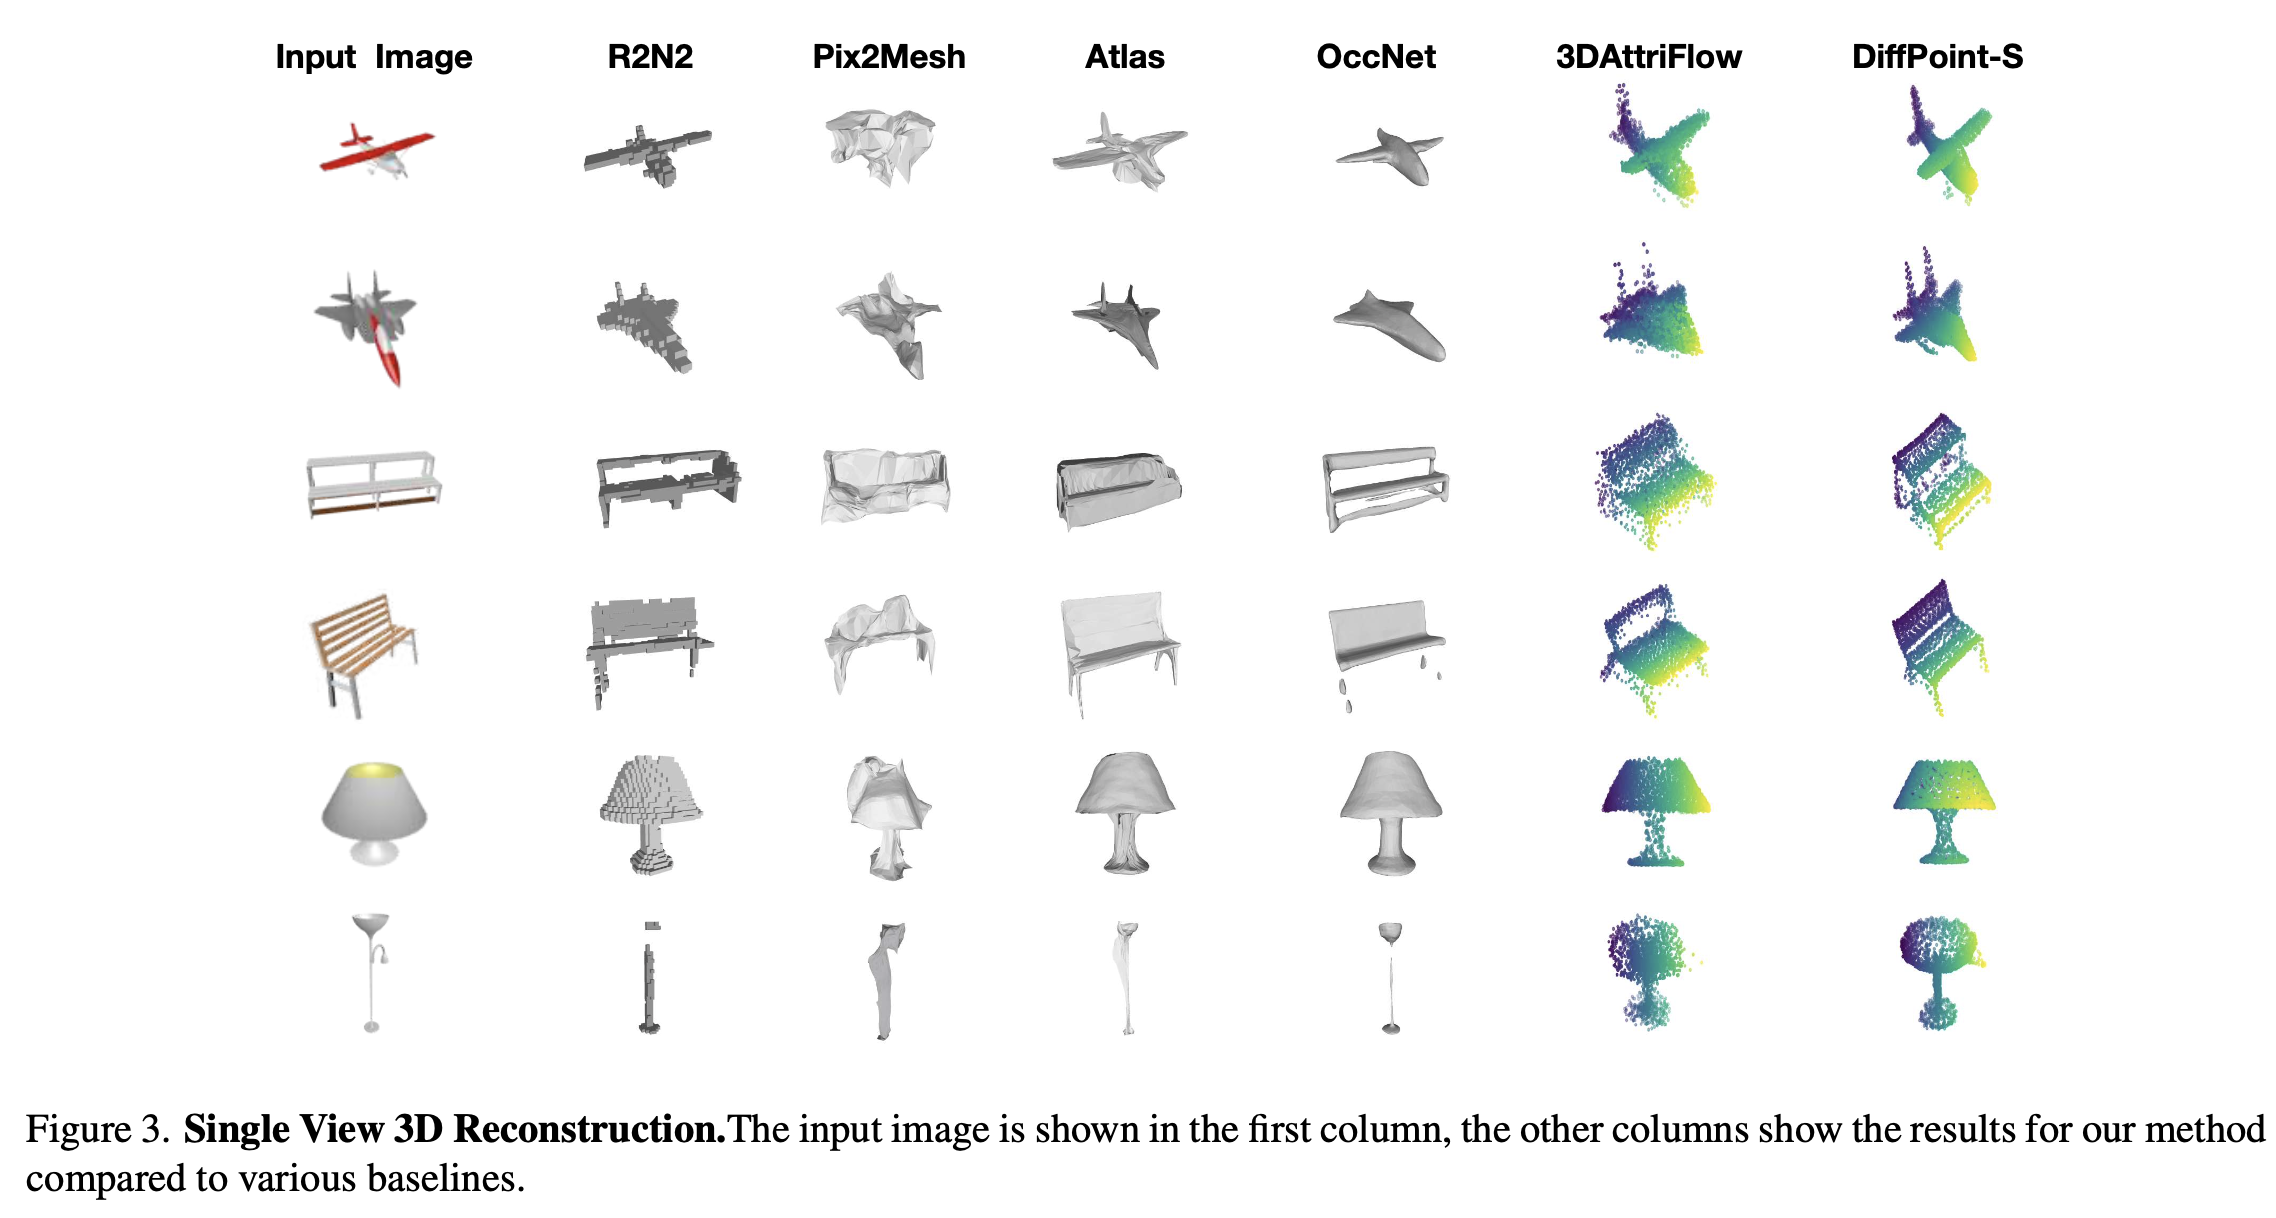 Input Image R2N2 Pix2Mesh Atlas OccNet 3DAttriFlow DiffPoint-S
Figure 3. Single View 3D Reconstruction.The input image is shown in the first column, the other columns show the results for our method
compared to various baselines.